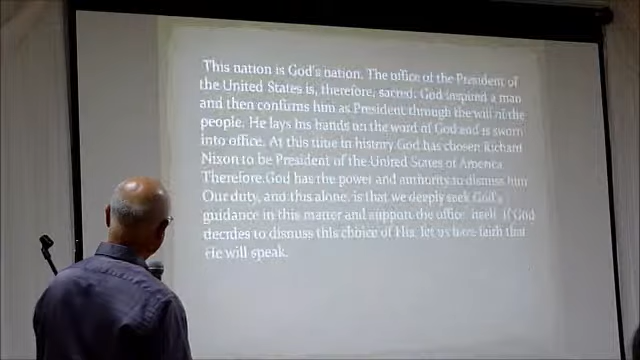 This nation is God's nation. The office of the President of
the United States is, therefore, sacred. God inspired a man
and then confirms him as President through the will of the
people. He lays his hands on the word of God and is sworn
into office. At this time in history God has chosen Richard
Nixon to be President of the United States of America
Therefore.God has the power and authority to dismiss him
Our duty, and this alone, is that we deeply seek God's
guidance in this matter and support the office itself. If God
decides to dismiss this choice of His, let us have faith that
He will speak.